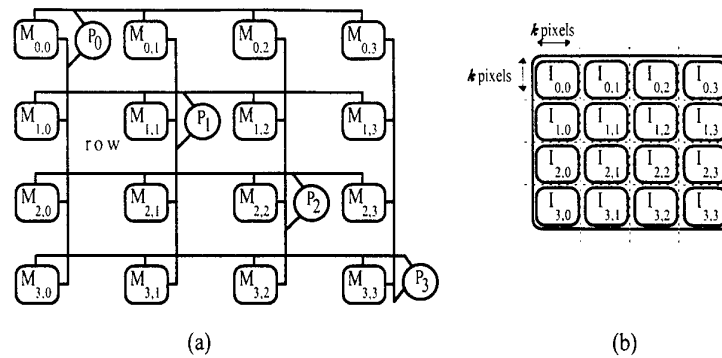 M0,0 P0 M0,1 M0,2 M0,3
M1,0 M1,1 P1 M1,2 M1,3
row
M2,0 M2,1 M2,2 P2 M2,3
M3,0 M3,1 M3,2 M3,3 P3
(a)
k pixels
k pixels
I0,0 I0,1 I0,2 I0,3
I1,0 I1,1 I1,2 I1,3
I2,0 I2,1 I2,2 I2,3
I3,0 I3,1 I3,2 I3,3
(b)